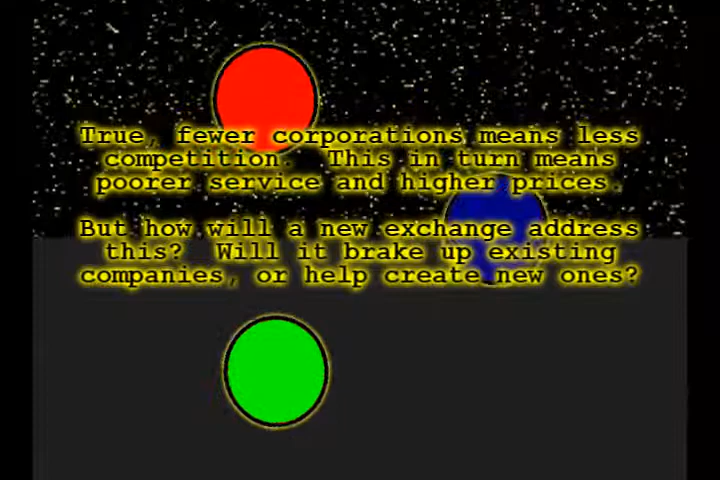 True, fewer corporations means less
competition.  This in turn means
poorer service and higher prices.
But how will a new exchange address
this?  Will it brake up existing
companies, or help create new ones?